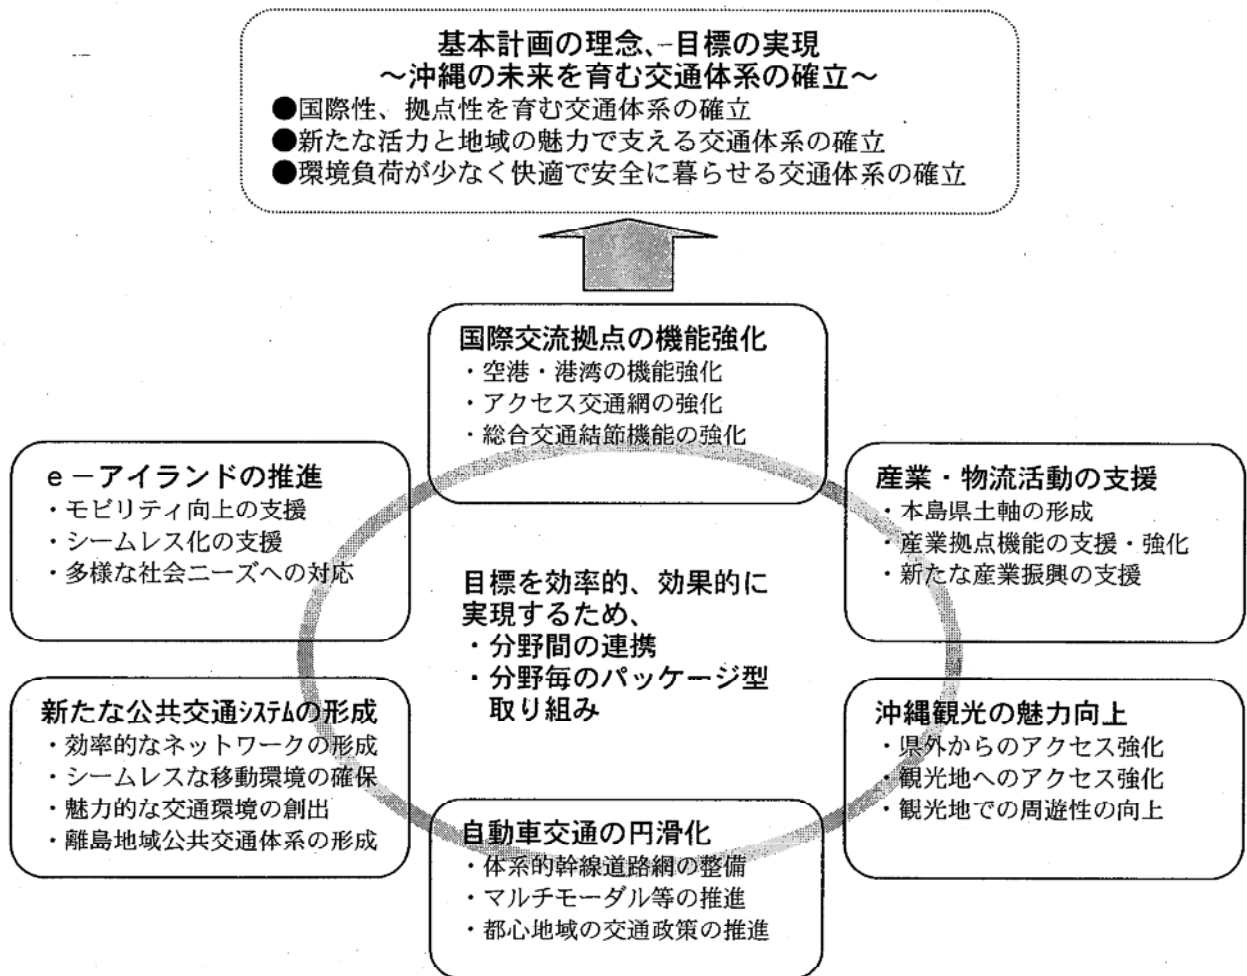 基本計画の理念、目標の実現
～沖縄の未来を育む交通体系の確立～
●国際性、拠点性を育む交通体系の確立
●新たな活力と地域の魅力で支える交通体系の確立
●環境負荷が少なく快適で安全に暮らせる交通体系の確立
国際交流拠点の機能強化
・空港・港湾の機能強化
・アクセス交通網の強化
・総合交通結節機能の強化
e－アイランドの推進
・モビリティ向上の支援
・シームレス化の支援
・多様な社会ニーズへの対応
産業・物流活動の支援
・本島県土軸の形成
・産業拠点機能の支援・強化
・新たな産業振興の支援
目標を効率的、効果的に
実現するため、
・分野間の連携
・分野毎のパッケージ型
取り組み
新たな公共交通ｼｽﾃﾑの形成
・効率的なネットワークの形成
・シームレスな移動環境の確保
・魅力的な交通環境の創出
・離島地域公共交通体系の形成
沖縄観光の魅力向上
・県外からのアクセス強化
・観光地へのアクセス強化
・観光地での周遊性の向上
自動車交通の円滑化
・体系的幹線道路網の整備
・マルチモーダル等の推進
・都心地域の交通政策の推進